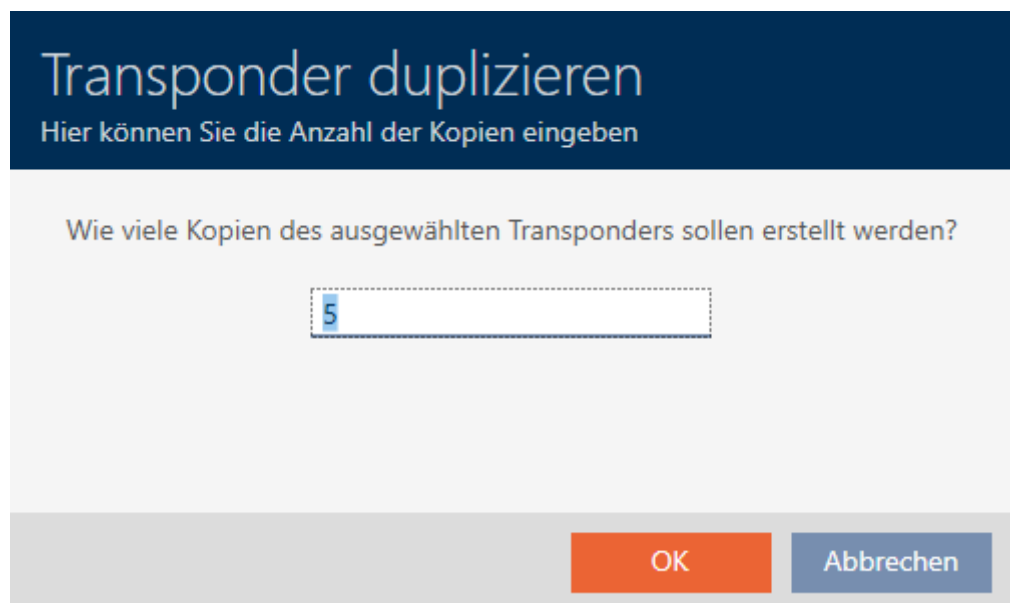 Transponder duplizieren
Hier können Sie die Anzahl der Kopien eingeben
Wie viele Kopien des ausgewählten Transponders sollen erstellt werden?
5
OK
Abbrechen